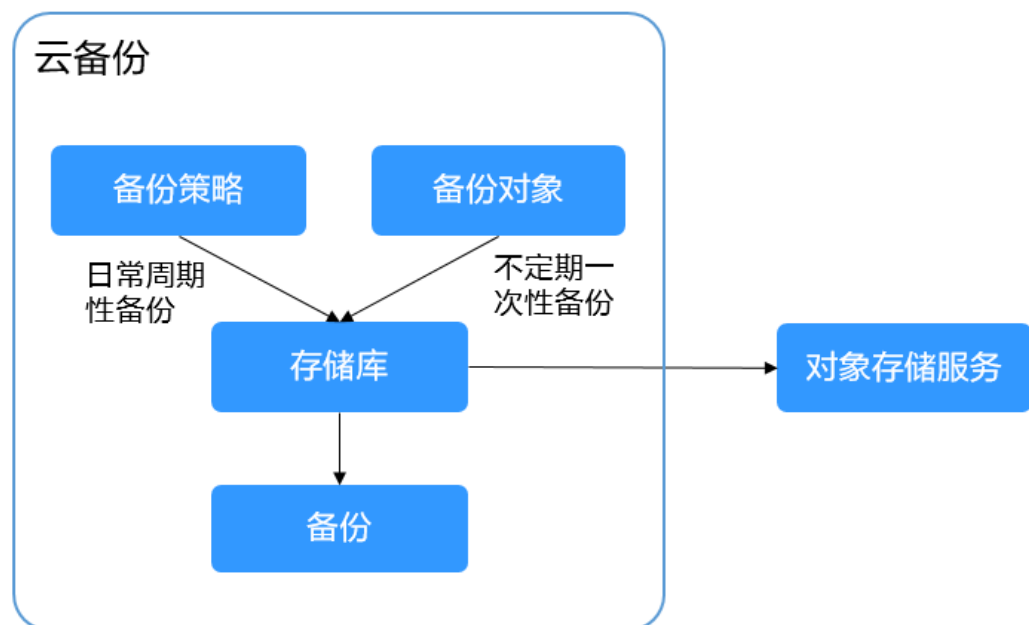 云备份
备份策略
备份对象
日常周期
性备份
不定期一
次性备份
存储库
对象存储服务
备份